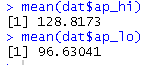 > mean(dat$ap_hi)
[1] 128.8173
> mean(dat$ap_lo)
[1] 96.63041